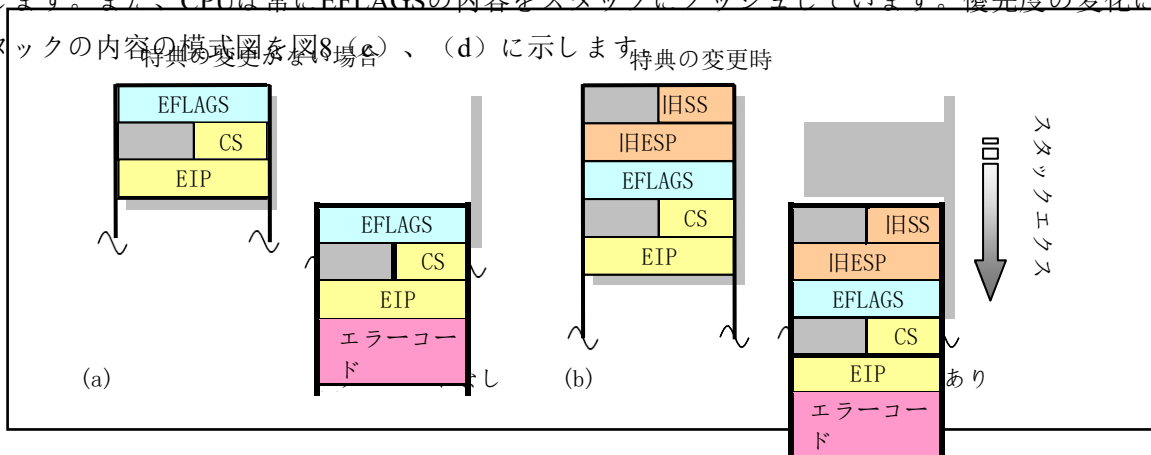 します。また、CPUは常にEFLAGSの内容をスタックにプッシュしています。優先度の変化に
タックの内容の模式図を図8（c）、（d）に示します
特典の変更がない場合
特典の変更時
EFLAGS
CS
EIP
EFLAGS
CS
EIP
エラーコー
ド
旧SS
旧ESP
EFLAGS
CS
EIP
旧SS
旧ESP
EFLAGS
CS
EIP
エラーコー
ド
スタックエクス
(a)
なし
(b)
あり